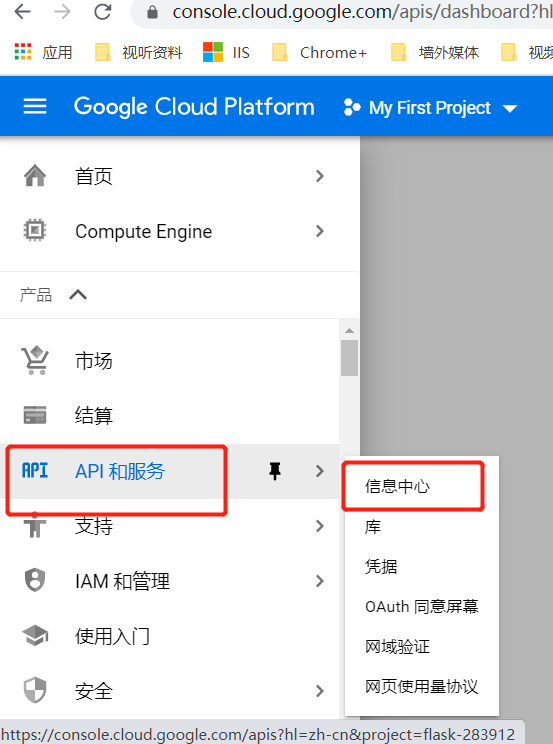 console.cloud.google.com/apis/dashboard?hl
应用 视听资料 IIS Chrome+ 墙外媒体 视频
Google Cloud Platform My First Project
首页
Compute Engine
产品
市场
结算
API API 和服务
信息中心
支持
库
凭据
IAM 和管理
OAuth 同意屏幕
使用入门
网域验证
安全
网页使用量协议
https://console.cloud.google.com/apis?hl=zh-cn&project=flask-283912